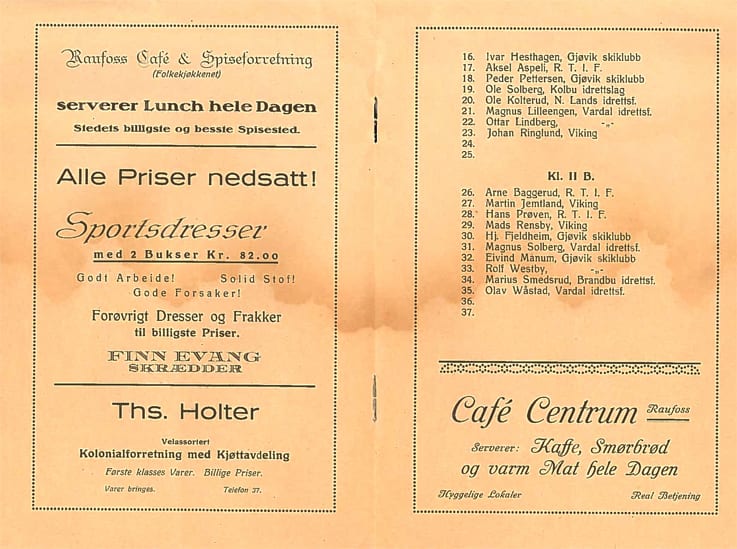 Raufoss Café & Spiseforretning
(Folkekjøkkenet)
serverer Lunch hele Dagen
Stedets billigste og besste Spisested.
Alle Priser nedsatt!
Sportsdresser
med 2 Bukser Kr. 82.00
Godt Arbeide! Solid Stof!
Gode Forsaker!
Forøvrigt Dresser og Frakker
til billigste Priser.
FINN EVANG
SKRÆDDER
Ths. Holter
Velassortert
Kolonialforretning med Kjøttavdeling
Første klasses Varer. Billige Priser.
Varer bringes. Telefon 37.
16. Ivar Hesthagen, Gjøvik skiklubb
17. Aksel Aspeli, R. T. I. F.
18. Peder Pettersen, Gjøvik skiklubb
19. Ole Solberg, Kolbu idrettslag
20. Ole Kolterud, N. Lands idrettsf.
21. Magnus Lilleengen, Vardal idrettsf.
22. Ottar Lindberg, -„-
23. Johan Ringlund, Viking
24.
25.
Kl. II B.
26. Arne Baggerud, R. T. I. F.
27. Martin Jemtland, Viking
28. Hans Prøven, R. T. I. F.
29. Mads Rensby, Viking
30. Hj. Fjeldheim, Gjøvik skiklubb
31. Magnus Solberg, Vardal idrettsf.
32. Eivind Månum, Gjøvik skiklubb
33. Rolf Westby, -„-
34. Marius Smedsrud, Brandbu idrettsf.
35. Olav Wåstad, Vardal idrettsf.
36.
37.
Café Centrum Raufoss
Serverer: Kaffe, Smørbrød
og varm Mat hele Dagen
Hyggelige Lokaler Real Betjening